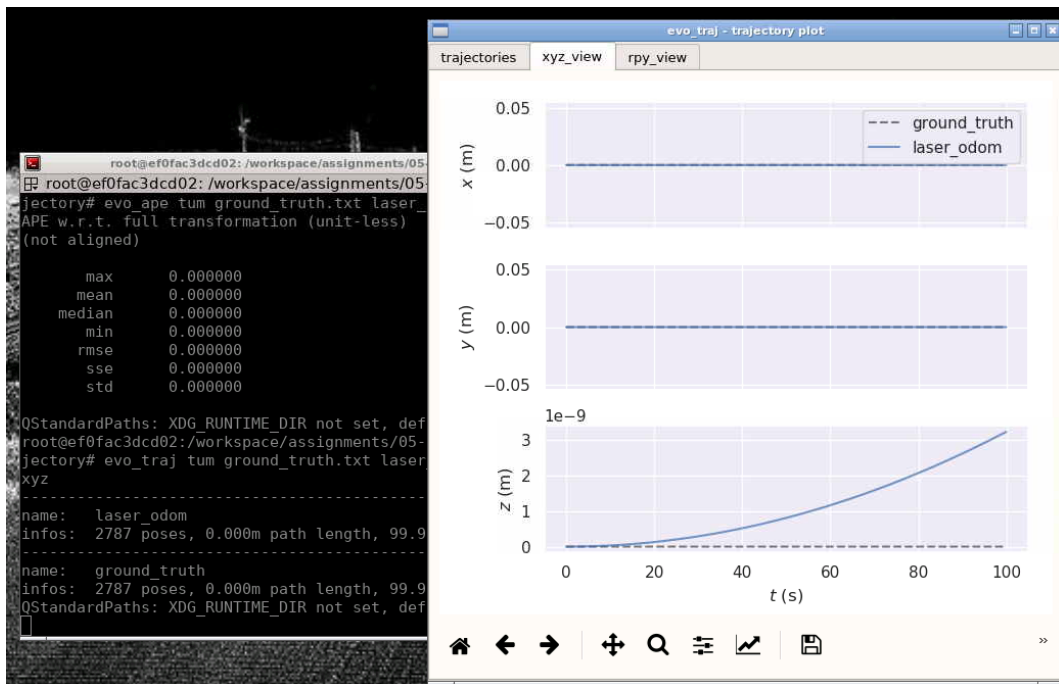 root@ef0fac3dcd02: /workspace/assignments/05-
root@ef0fac3dcd02: /workspace/assignments/05-
jectory# evo_ape tum ground_truth.txt laser_
APE w.r.t. full transformation (unit-less)
(not aligned)
max 0.000000
mean 0.000000
median 0.000000
min 0.000000
rmse 0.000000
sse 0.000000
std 0.000000
QStandardPaths: XDG_RUNTIME_DIR not set, def
root@ef0fac3dcd02:/workspace/assignments/05-
jectory# evo_traj tum ground_truth.txt laser_
xyz
--------------------------------------------
name: laser_odom
infos: 2787 poses, 0.000m path length, 99.9
--------------------------------------------
name: ground_truth
infos: 2787 poses, 0.000m path length, 99.9
QStandardPaths: XDG_RUNTIME_DIR not set, def
evo_traj - trajectory plot
trajectories xyz_view rpy_view
ground_truth
laser_odom
0.05
0.00
−0.05
x (m)
0.05
0.00
−0.05
y (m)
1e−9
3
2
1
0
z (m)
0 20 40 60 80 100
t (s)